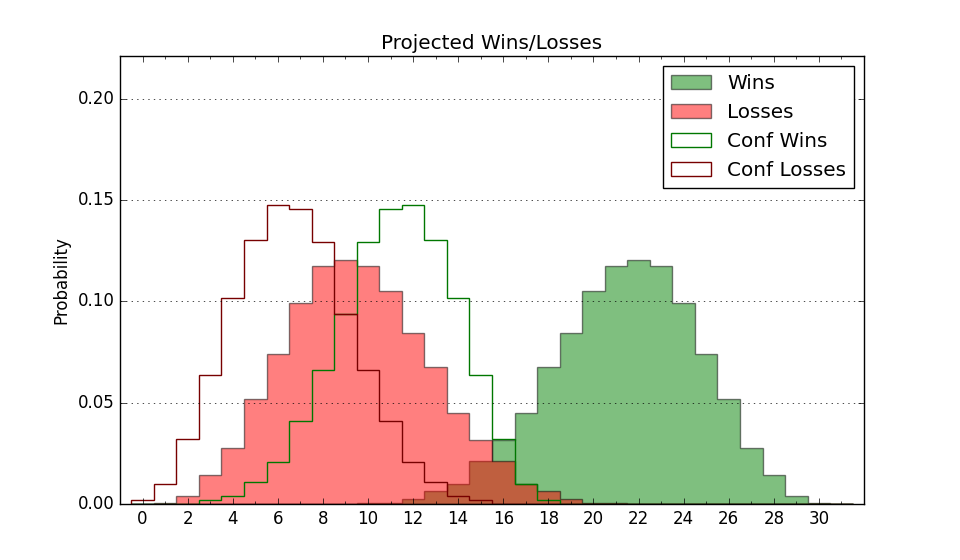 Projected Wins/Losses
Wins
Losses
Conf Wins
Conf Losses
Probability
0.20
0.15
0.10
0.05
0.00
0 2 4 6 8 10 12 14 16 18 20 22 24 26 28 30